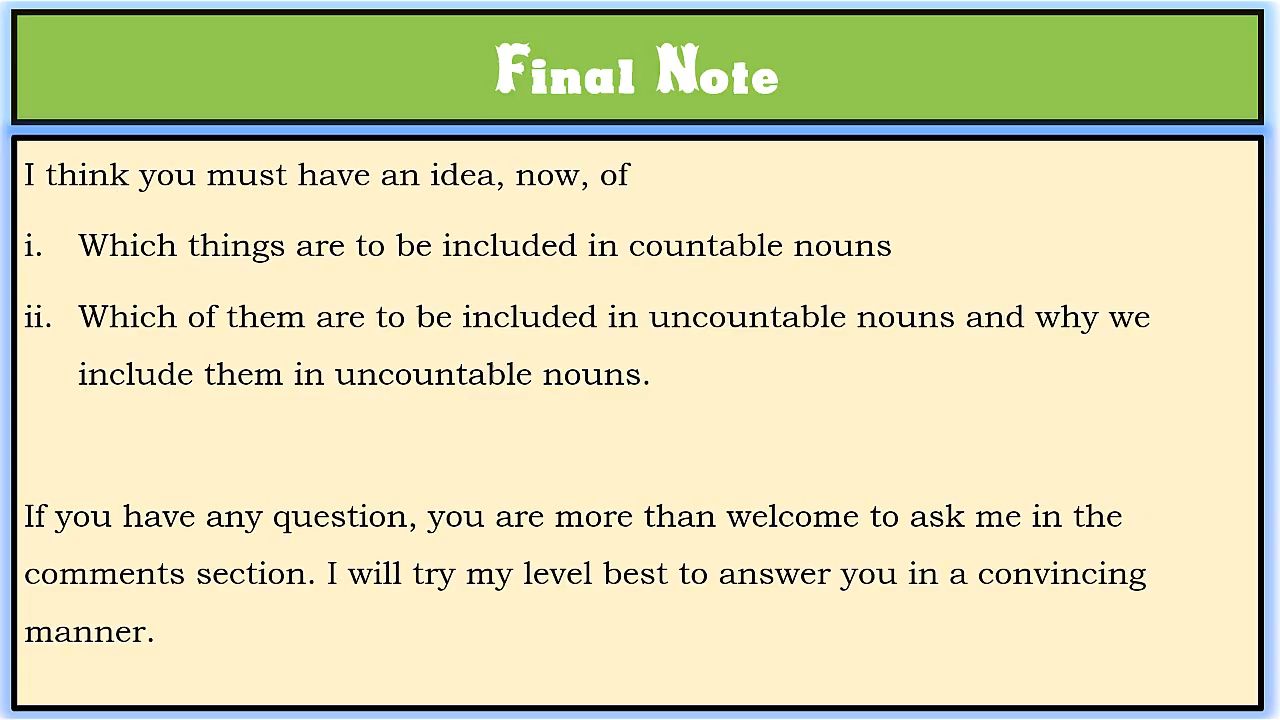 Final Note
I think you must have an idea, now, of
i. Which things are to be included in countable nouns
ii. Which of them are to be included in uncountable nouns and why we
include them in uncountable nouns.
If you have any question, you are more than welcome to ask me in the
comments section. I will try my level best to answer you in a convincing
manner.